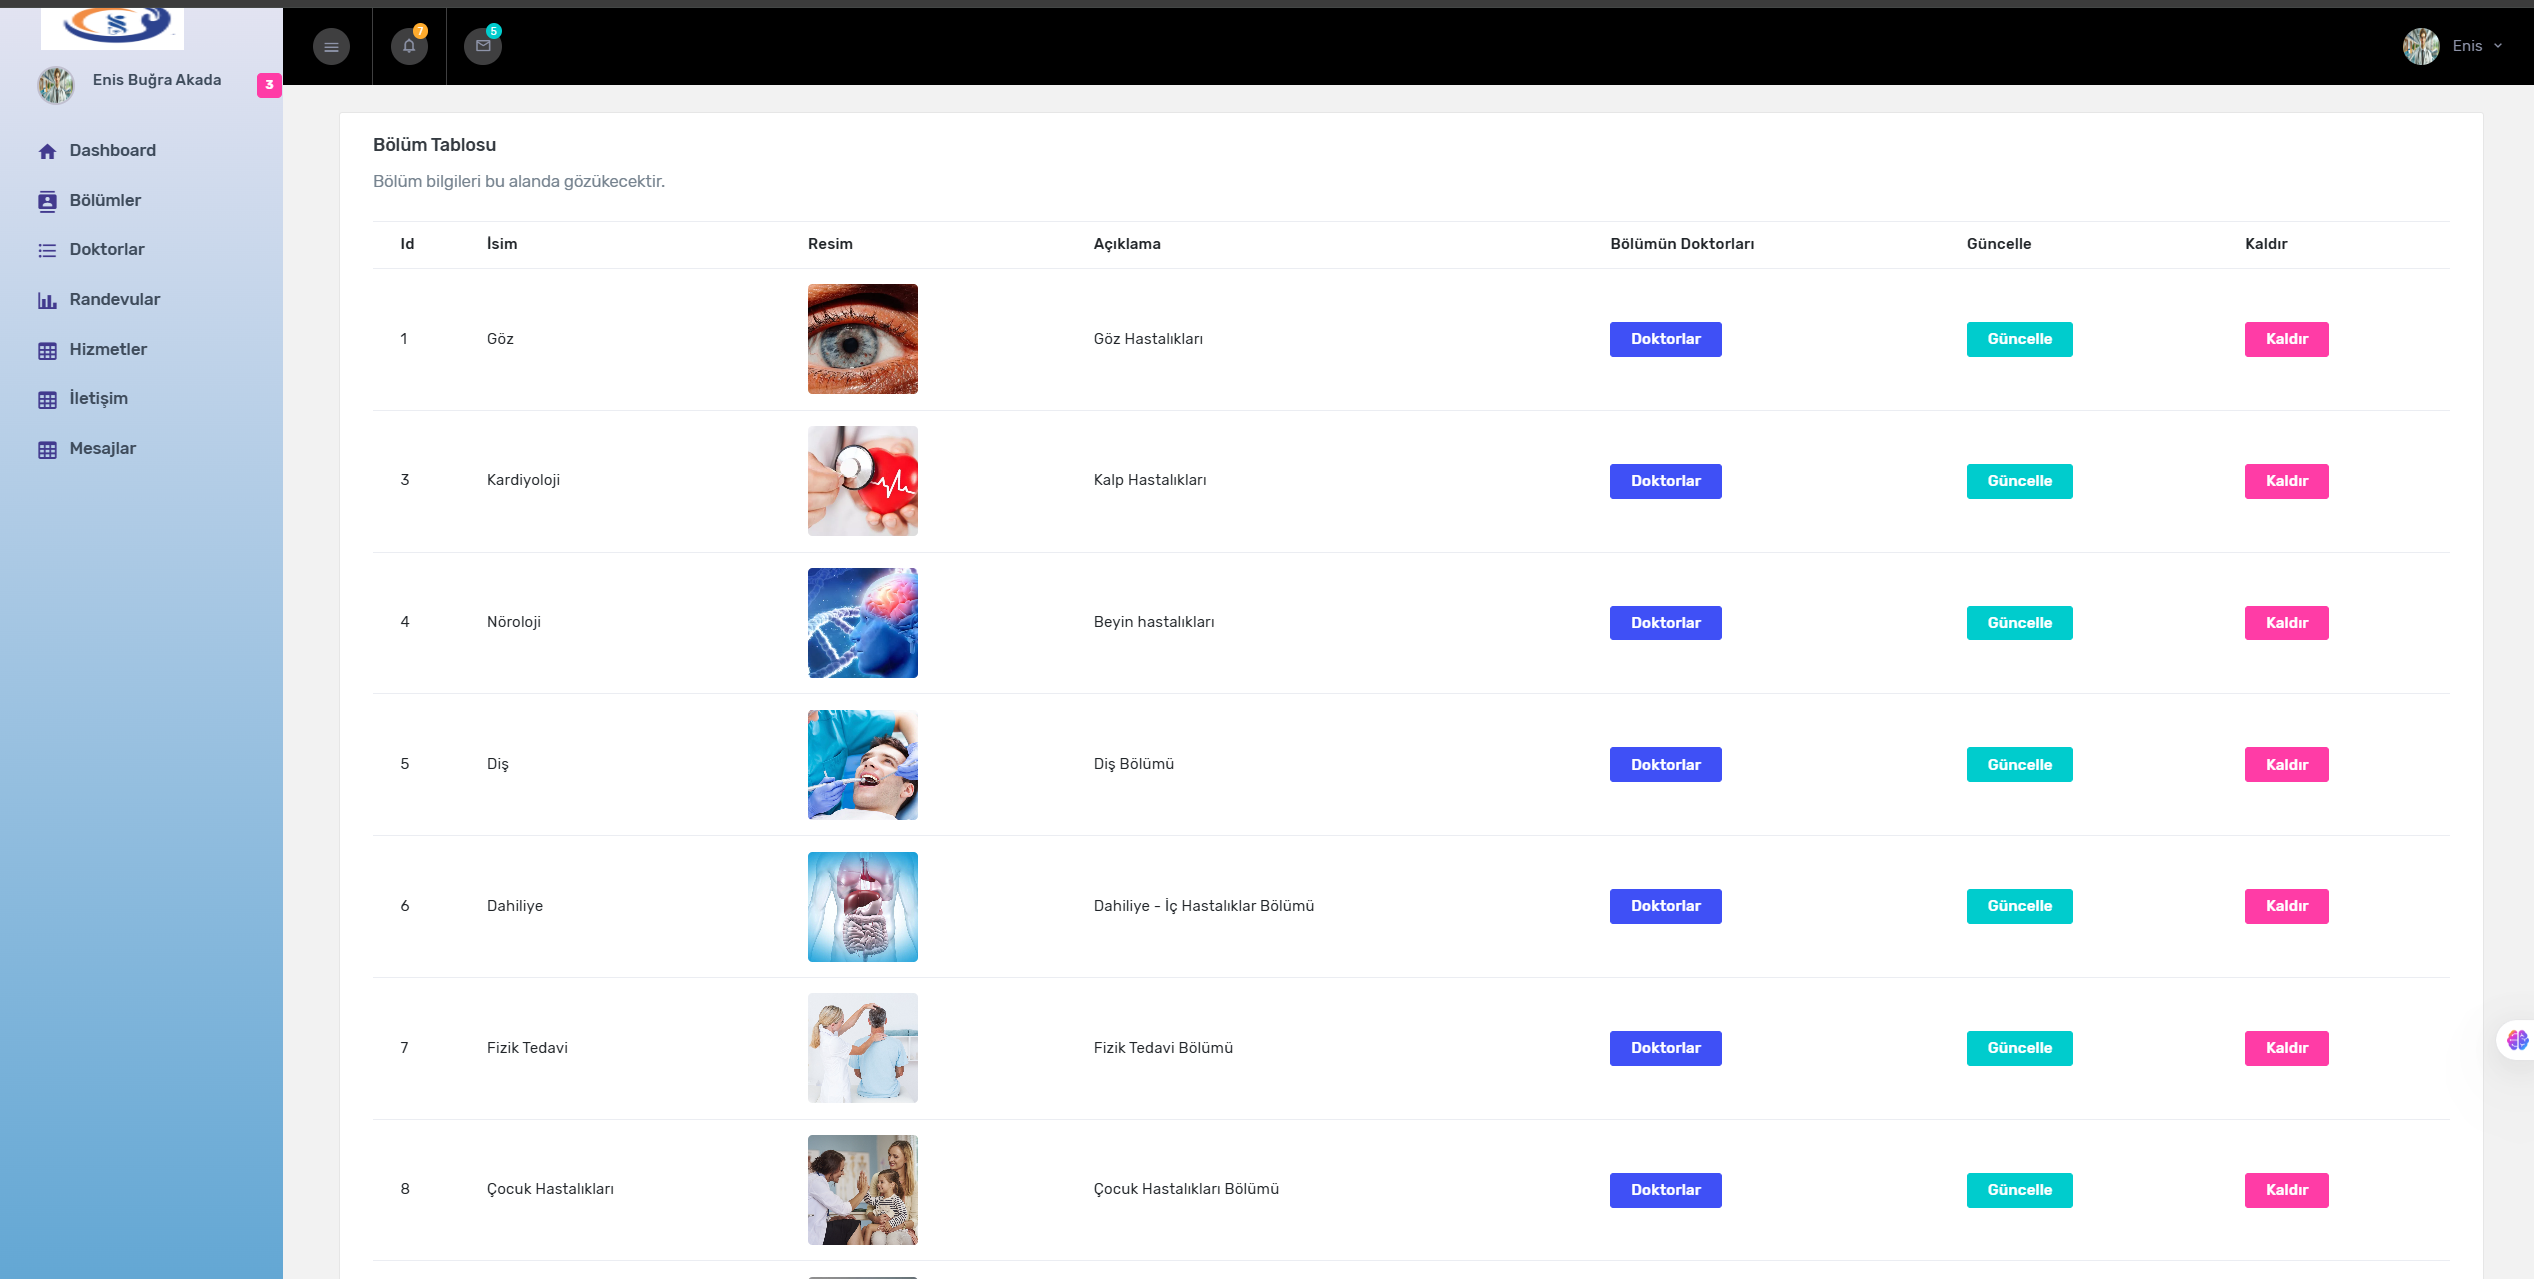 7
5
Enis
Enis Buğra Akada
3
Dashboard
Bölümler
Doktorlar
Randevular
Hizmetler
İletişim
Mesajlar
Bölüm Tablosu
Bölüm bilgileri bu alanda gözükecektir.
Id İsim Resim Açıklama Bölümün Doktorları Güncelle Kaldır
1 Göz Göz Hastalıkları Doktorlar Güncelle Kaldır
3 Kardiyoloji Kalp Hastalıkları Doktorlar Güncelle Kaldır
4 Nöroloji Beyin hastalıkları Doktorlar Güncelle Kaldır
5 Diş Diş Bölümü Doktorlar Güncelle Kaldır
6 Dahiliye Dahiliye - İç Hastalıklar Bölümü Doktorlar Güncelle Kaldır
7 Fizik Tedavi Fizik Tedavi Bölümü Doktorlar Güncelle Kaldır
8 Çocuk Hastalıkları Çocuk Hastalıkları Bölümü Doktorlar Güncelle Kaldır